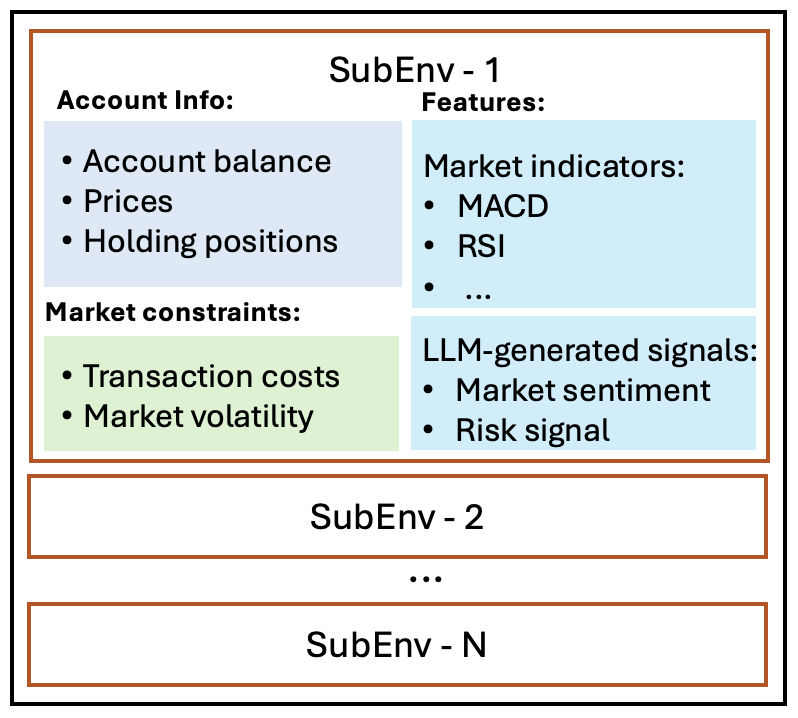 SubEnv - 1
Account Info:
• Account balance
• Prices
• Holding positions
Market constraints:
• Transaction costs
• Market volatility
Features:
Market indicators:
• MACD
• RSI
• ...
LLM-generated signals:
• Market sentiment
• Risk signal
SubEnv - 2
...
SubEnv - N